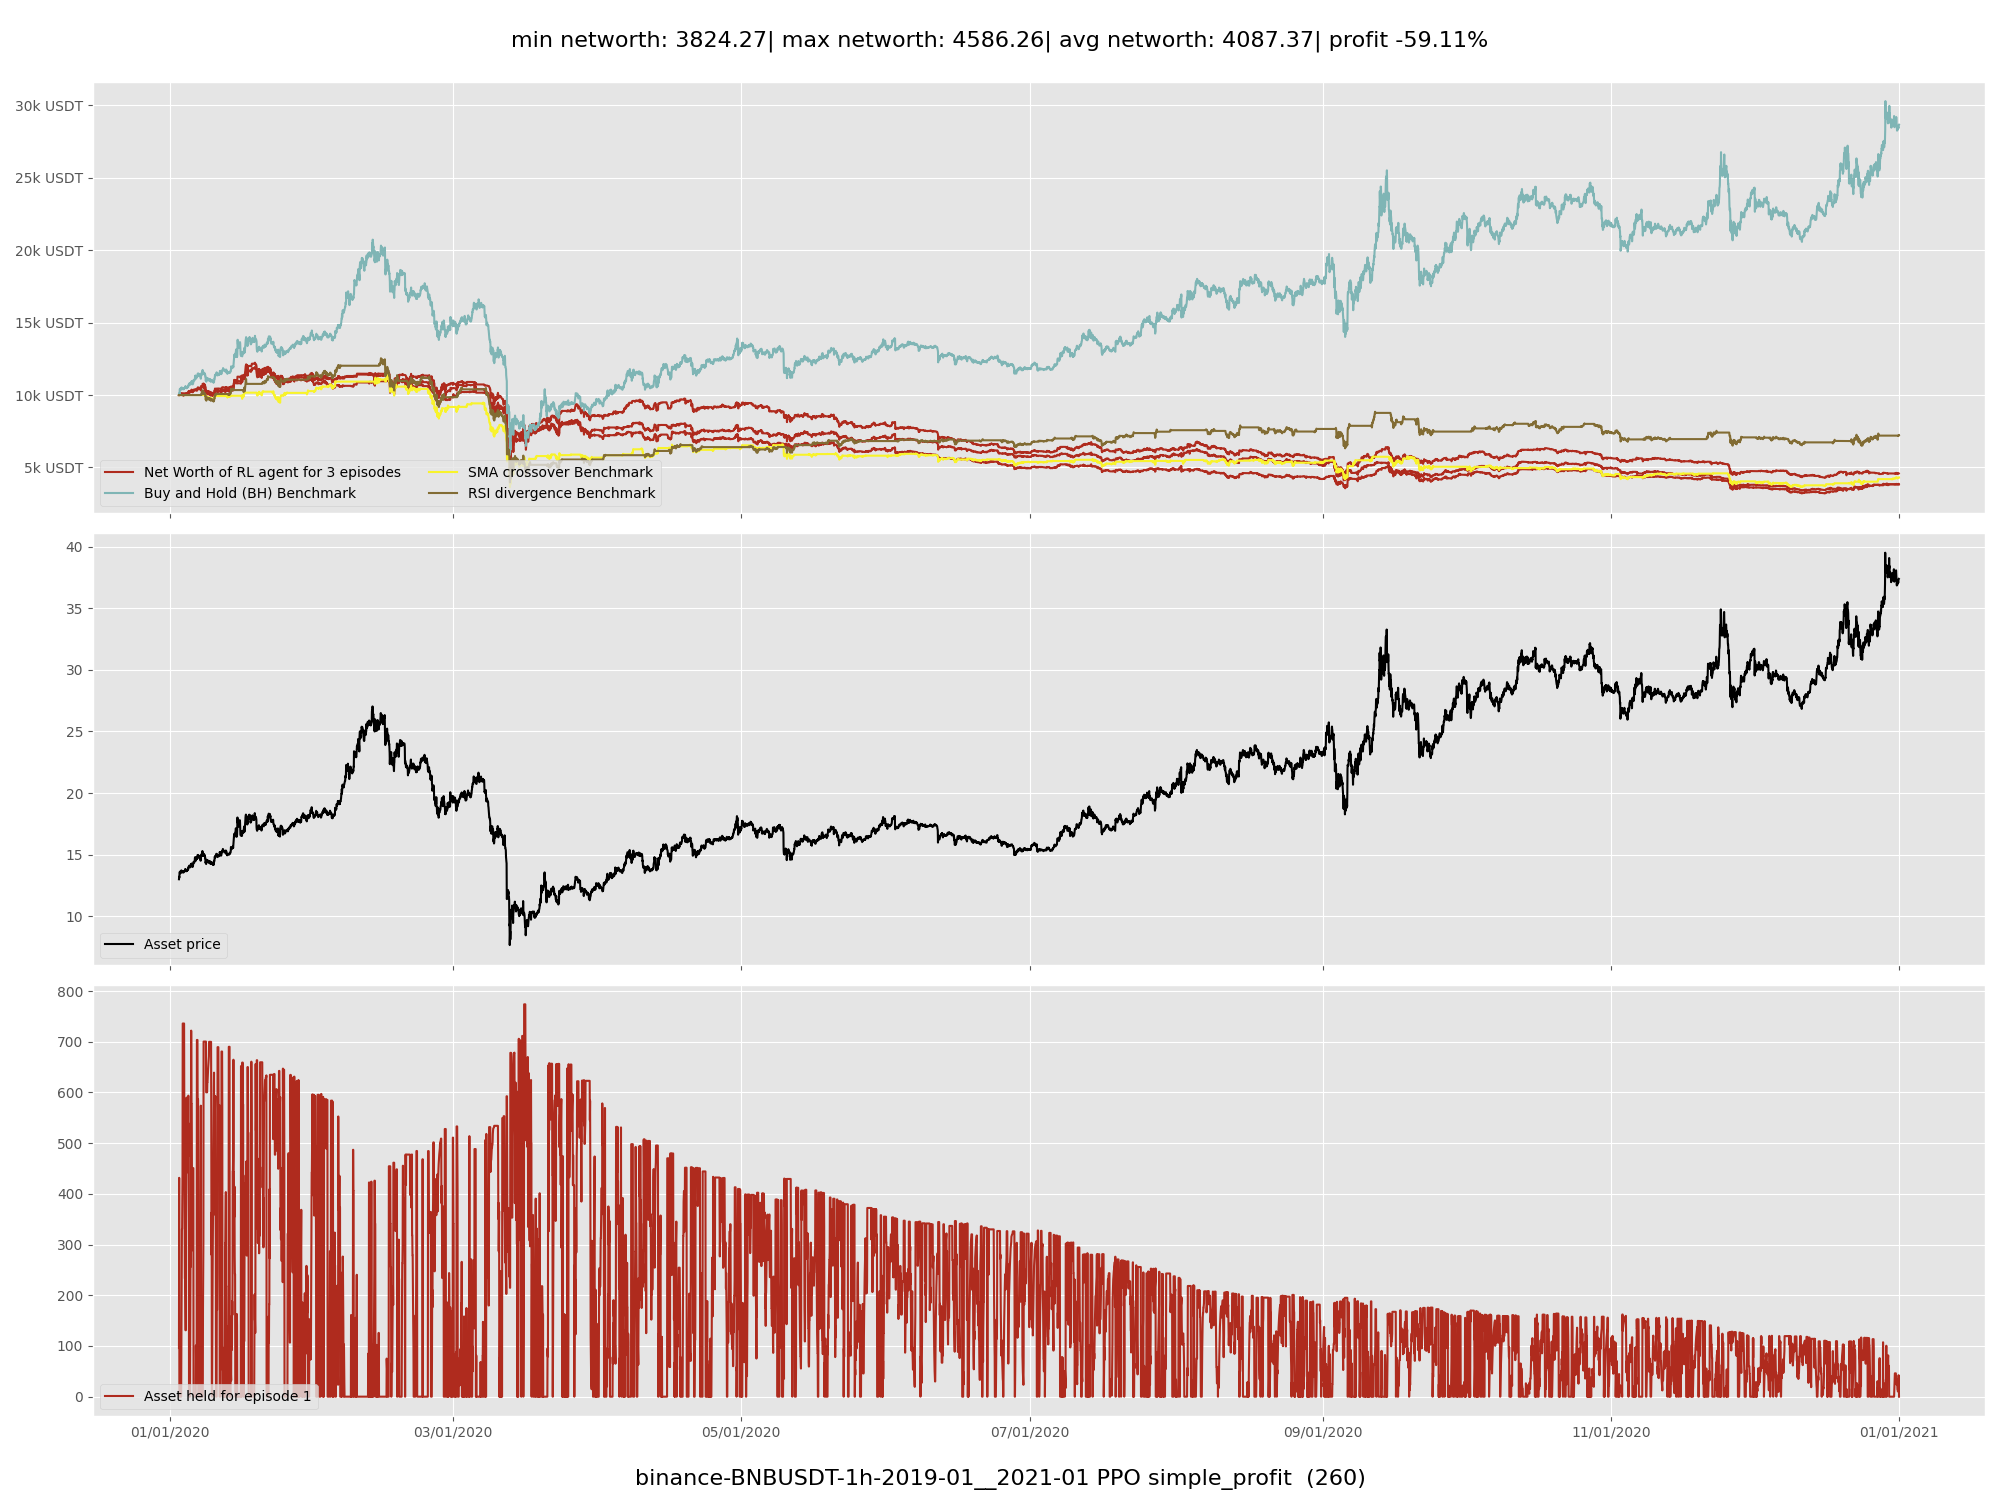 min networth: 3824.27| max networth: 4586.26| avg networth: 4087.37| profit -59.11%
30k USDT
25k USDT
20k USDT
15k USDT
10k USDT
5k USDT
Net Worth of RL agent for 3 episodes
Buy and Hold (BH) Benchmark
SMA crossover Benchmark
RSI divergence Benchmark
40
35
30
25
20
15
10
Asset price
800
700
600
500
400
300
200
100
0
Asset held for episode 1
01/01/2020 03/01/2020 05/01/2020 07/01/2020 09/01/2020 11/01/2020 01/01/2021
binance-BNBUSDT-1h-2019-01__2021-01 PPO simple_profit  (260)